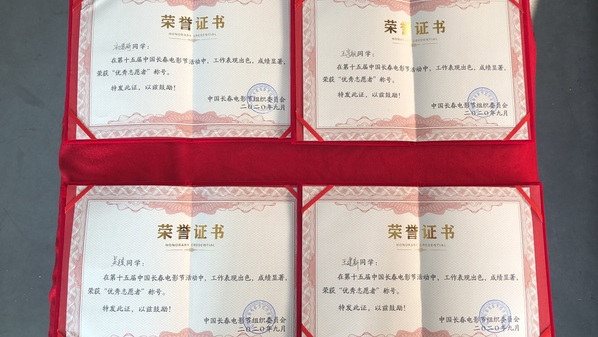 荣誉证书
HONORARY CREDENTIAL
同学:
在第十五届中国长春电影节活动中,工作表现出色,成绩显著,
荣获“优秀志愿者”称号。
特发此证,以兹鼓励!
中国长春电影节组织委员会
二〇二〇年九月
荣誉证书
HONORARY CREDENTIAL
同学:
在第十五届中国长春电影节活动中,工作表现出色,成绩显著,
荣获“优秀志愿者”称号。
特发此证,以兹鼓励!
中国长春电影节组织委员会
二〇二〇年九月
荣誉证书
HONORARY CREDENTIAL
同学:
在第十五届中国长春电影节活动中,工作表现出色,成绩显著,
荣获“优秀志愿者”称号。
特发此证,以兹鼓励!
中国长春电影节组织委员会
二〇二〇年九月
荣誉证书
HONORARY CREDENTIAL
王建新同学:
在第十五届中国长春电影节活动中,工作表现出色,成绩显著,
荣获“优秀志愿者”称号。
特发此证,以兹鼓励!
中国长春电影节组织委员会
二〇二〇年九月